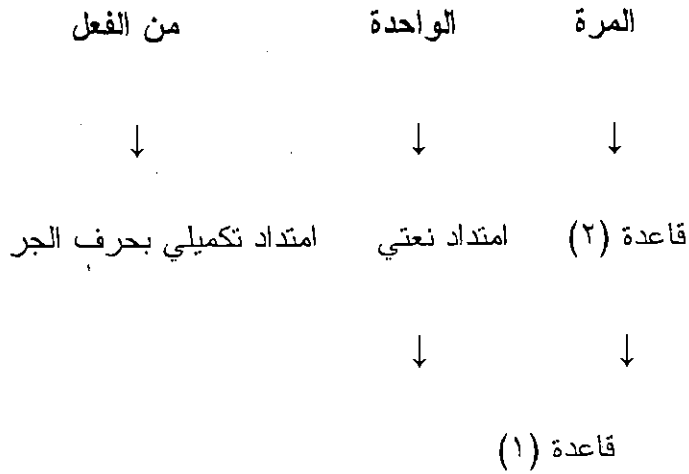 المرة الواحدة من الفعل
↓ ↓ ↓
قاعدة (٢) امتداد نعتي امتداد تكميلي بحرف الجر
↓ ↓
قاعدة (١)